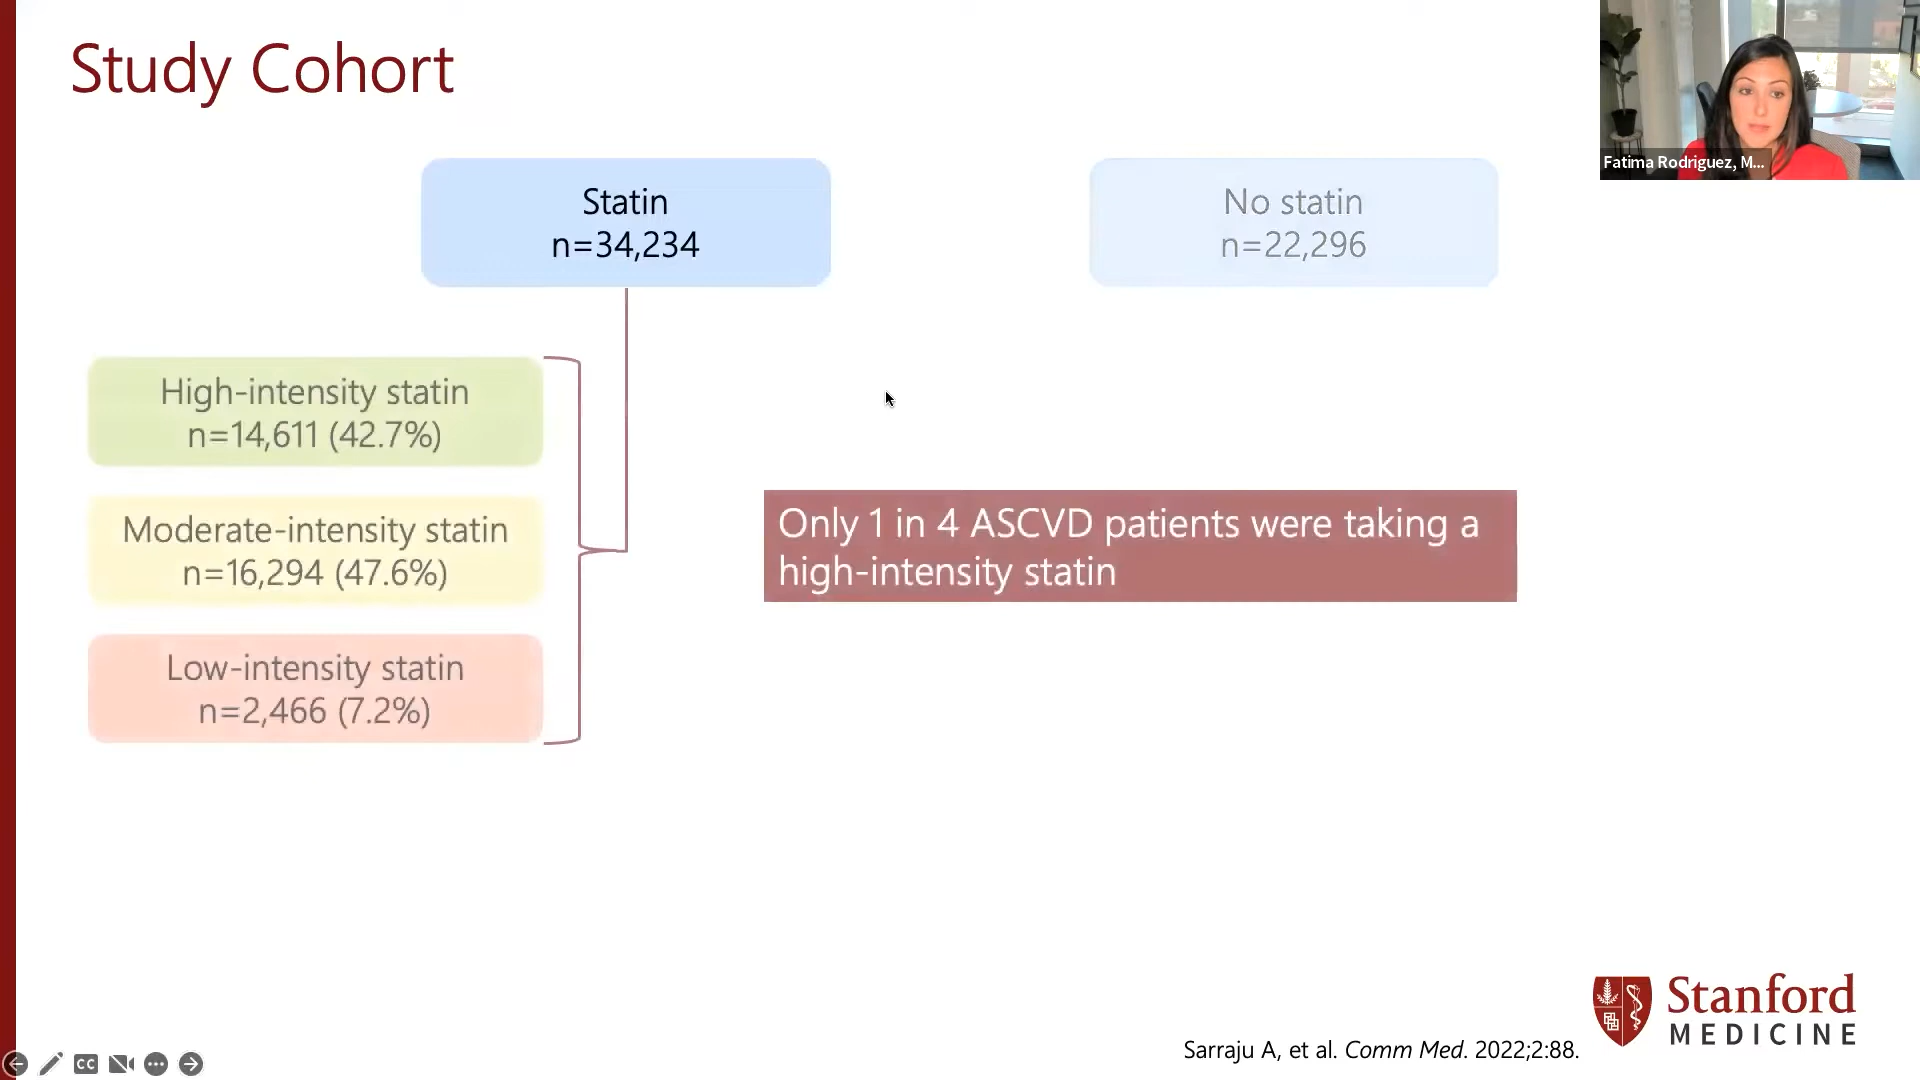 Study Cohort
Fatima Rodriguez, M...
Statin
n=34,234
No statin
n=22,296
High-intensity statin
n=14,611 (42.7%)
Moderate-intensity statin
n=16,294 (47.6%)
Low-intensity statin
n=2,466 (7.2%)
Only 1 in 4 ASCVD patients were taking a
high-intensity statin
Sarraju A, et al. Comm Med. 2022;2:88.
Stanford
MEDICINE
CC